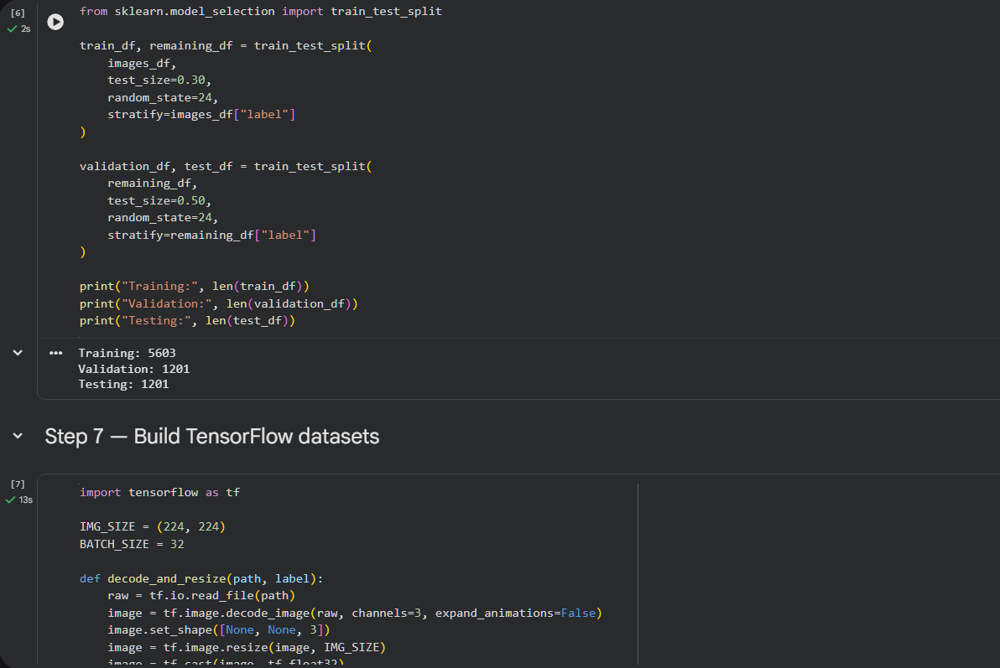 [6]
2s
from sklearn.model_selection import train_test_split
train_df, remaining_df = train_test_split(
    images_df,
    test_size=0.30,
    random_state=24,
    stratify=images_df["label"]
)
validation_df, test_df = train_test_split(
    remaining_df,
    test_size=0.50,
    random_state=24,
    stratify=remaining_df["label"]
)
print("Training:", len(train_df))
print("Validation:", len(validation_df))
print("Testing:", len(test_df))
Training: 5603
Validation: 1201
Testing: 1201
Step 7 — Build TensorFlow datasets
[7]
13s
import tensorflow as tf
IMG_SIZE = (224, 224)
BATCH_SIZE = 32
def decode_and_resize(path, label):
    raw = tf.io.read_file(path)
    image = tf.image.decode_image(raw, channels=3, expand_animations=False)
    image.set_shape([None, None, 3])
    image = tf.image.resize(image, IMG_SIZE)
    image = tf.cast(image, tf.float32)